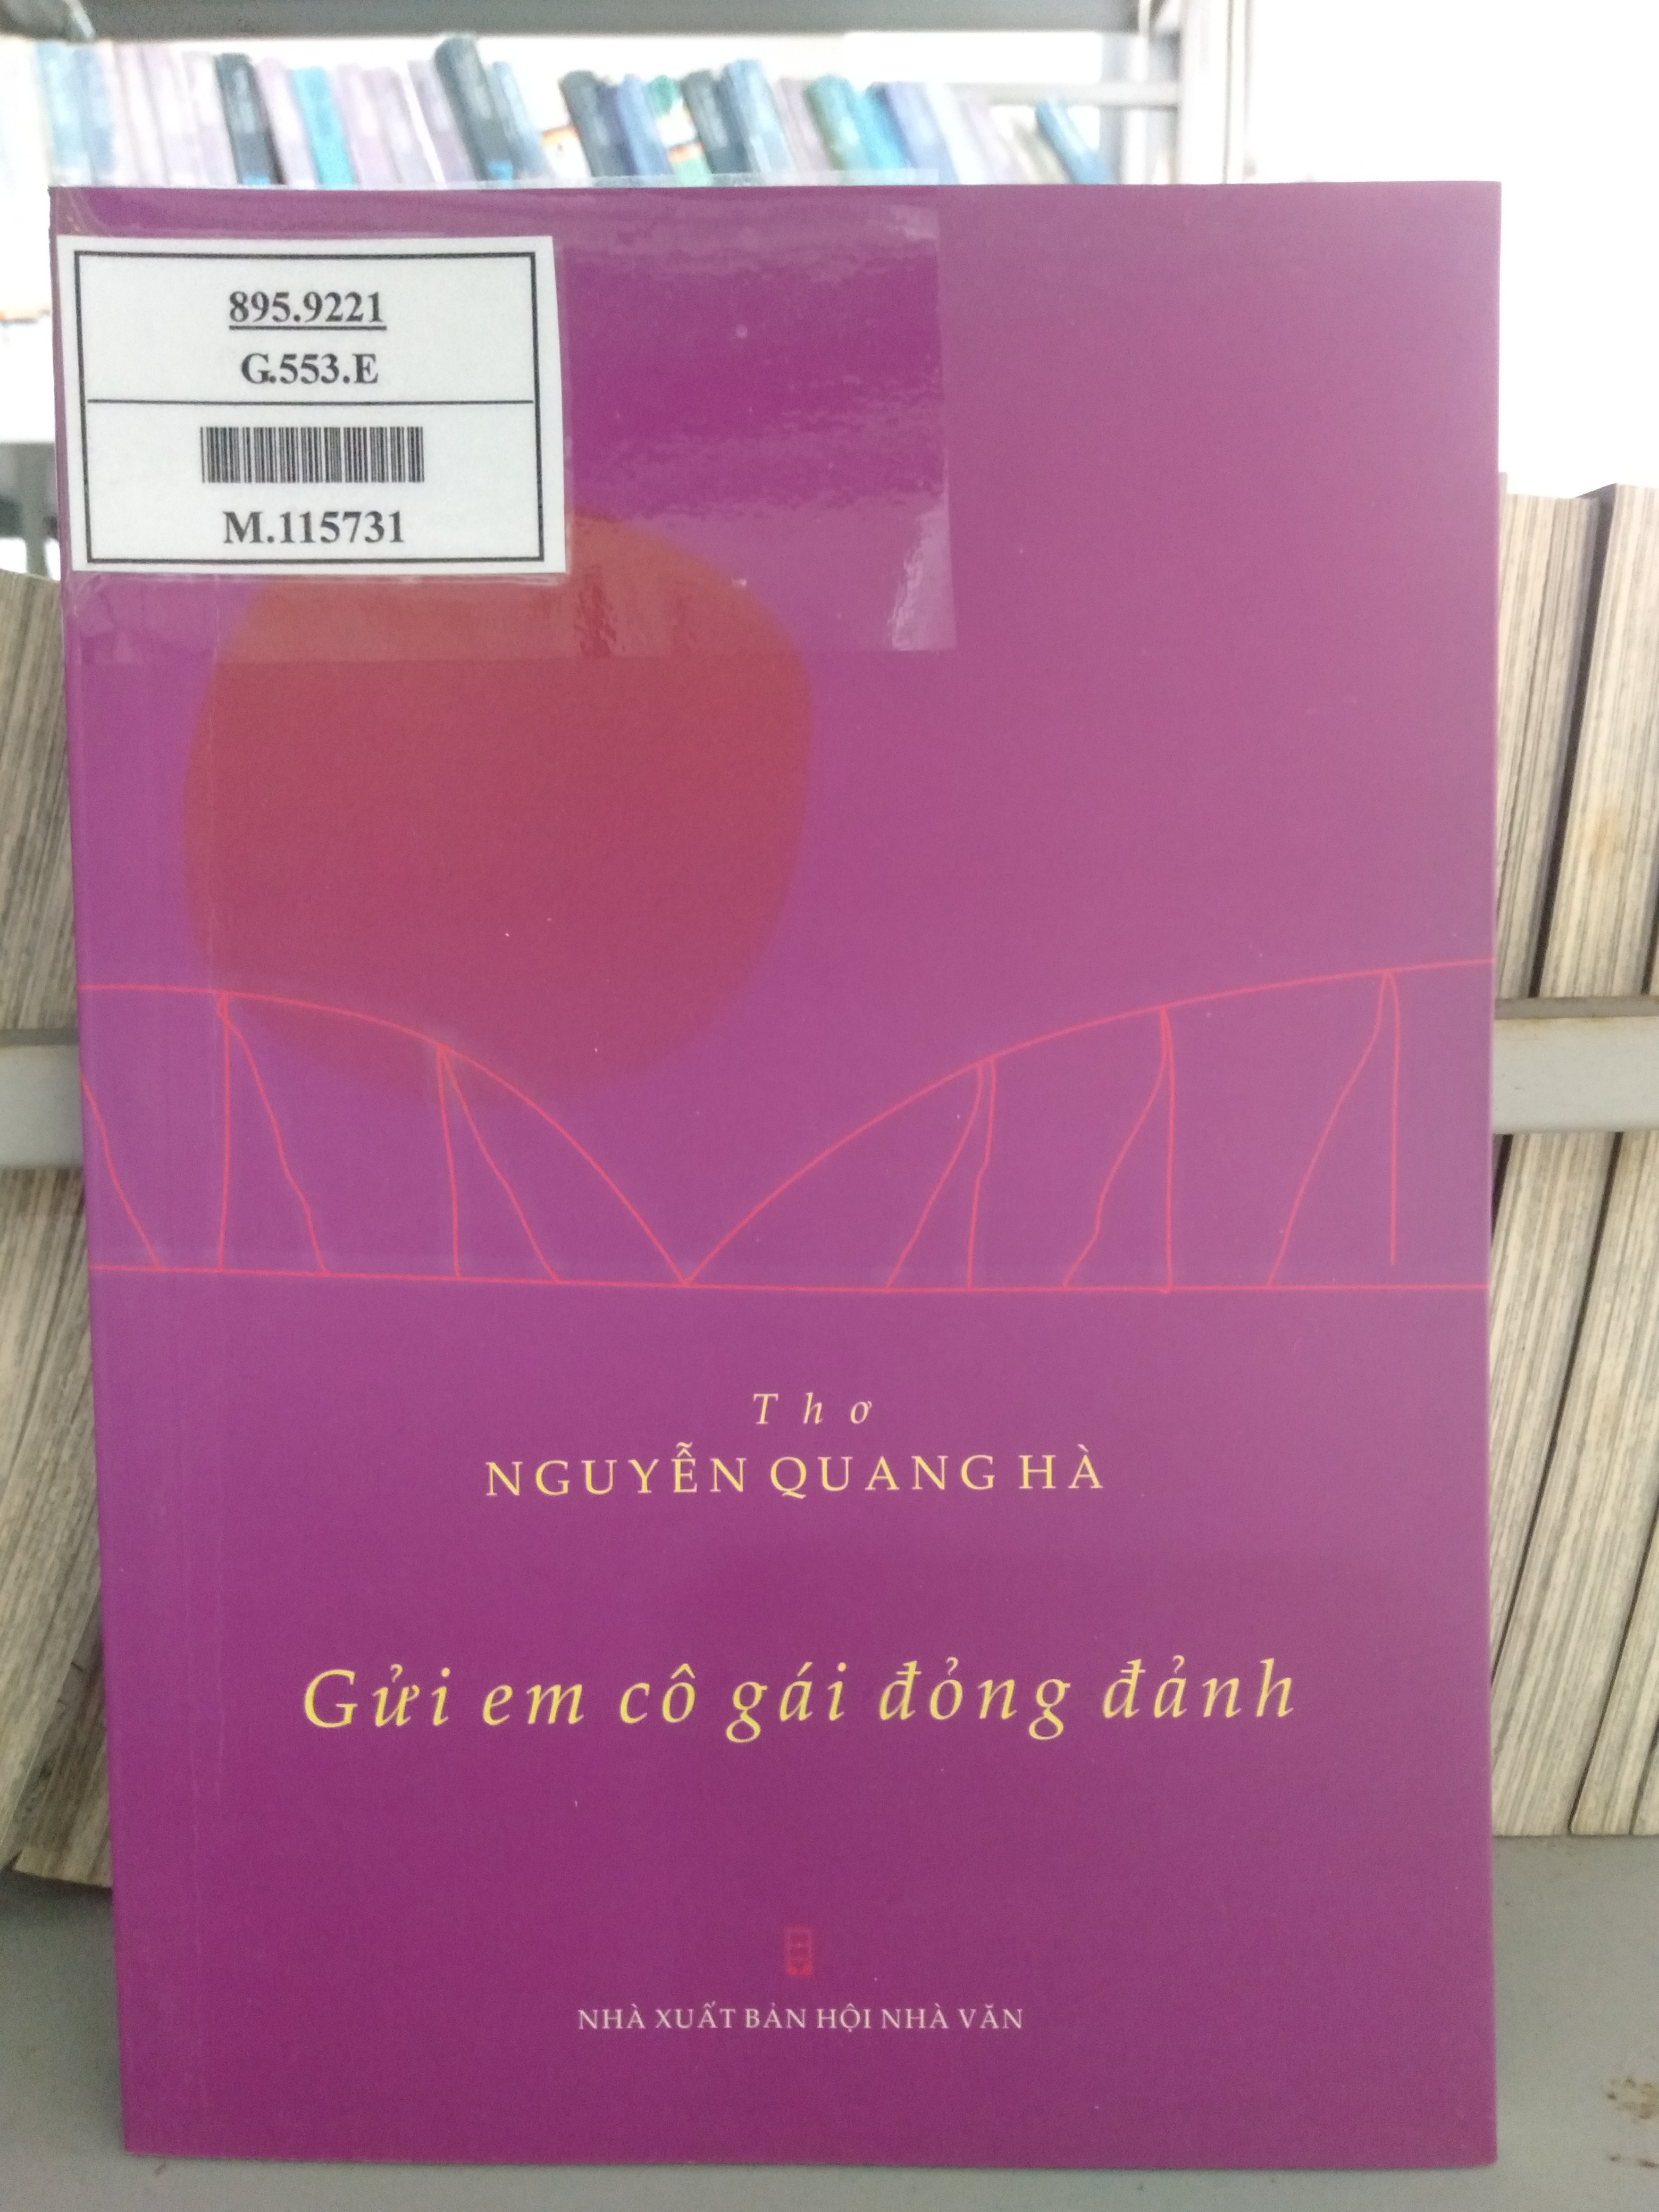 895.9221
G.553.E
M.115731
Thơ
NGUYỄN QUANG HÀ
Gửi em cô gái đỏng đảnh
NHÀ XUẤT BẢN HỘI NHÀ VĂN